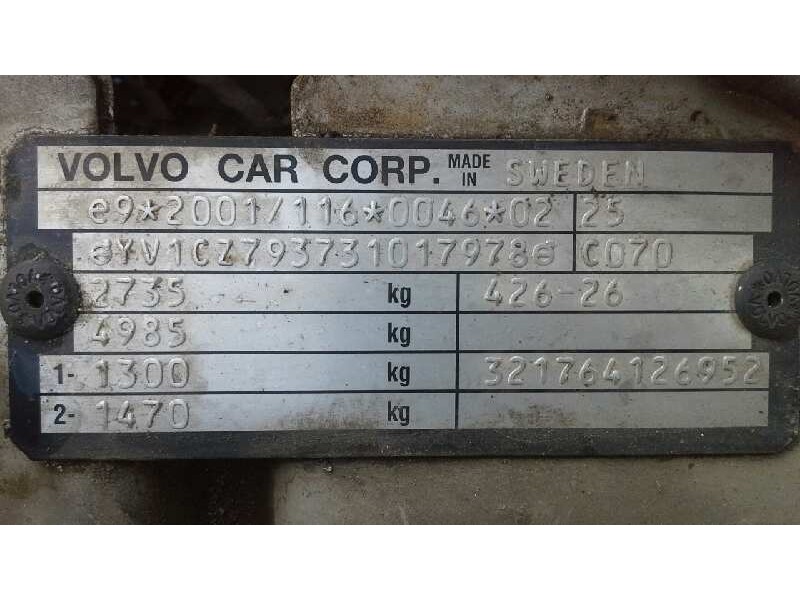 VOLVO CAR CORP. MADE IN SWEDEN
e9*2001/116*0046*02 25
YV1CZ793731017978 C070
2735 kg 426-26
4985 kg
1- 1300 kg 321764126952
2- 1470 kg